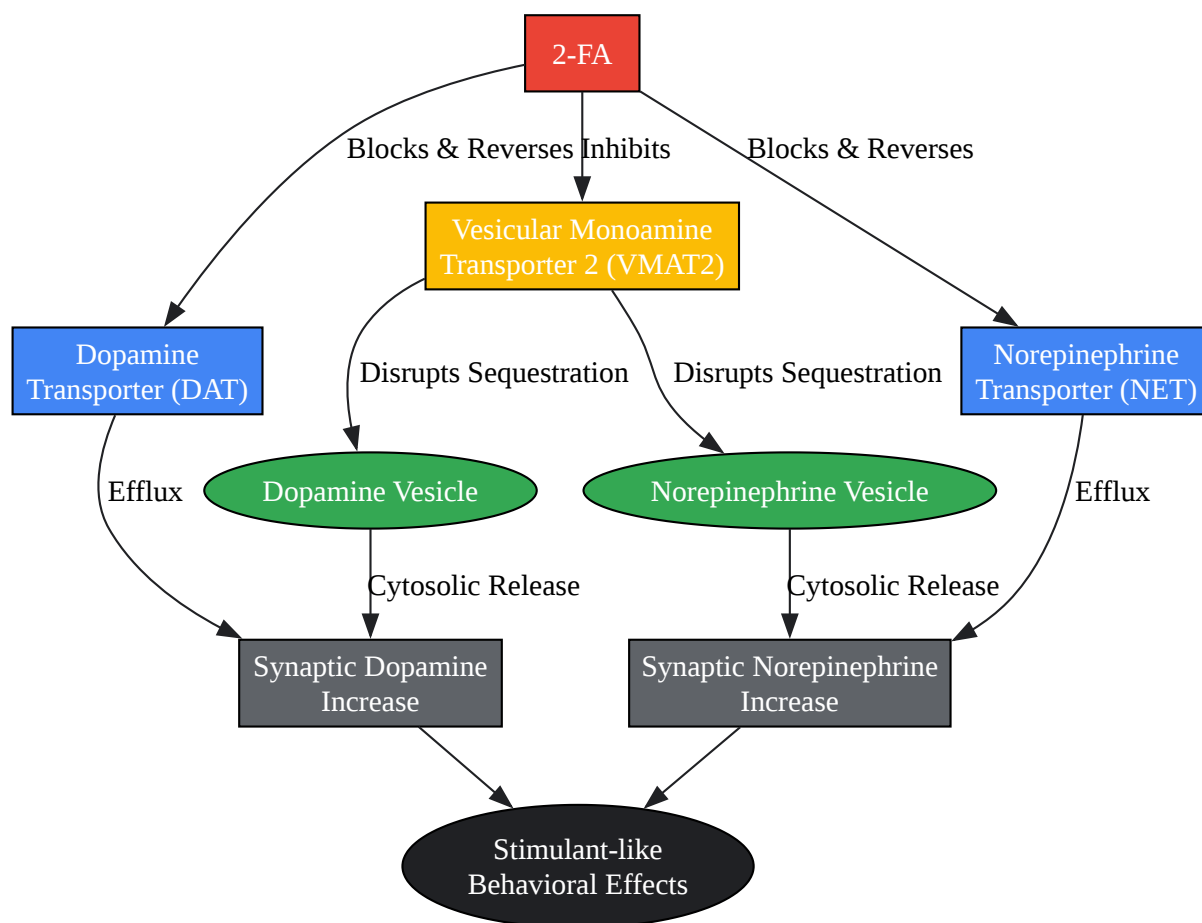 2-FA
Blocks & Reverses
Inhibits
Blocks & Reverses
Vesicular Monoamine
Transporter 2 (VMAT2)
Dopamine
Transporter (DAT)
Norepinephrine
Transporter (NET)
Disrupts Sequestration
Disrupts Sequestration
Efflux
Dopamine Vesicle
Norepinephrine Vesicle
Efflux
Cytosolic Release
Cytosolic Release
Synaptic Dopamine
Increase
Synaptic Norepinephrine
Increase
Stimulant-like
Behavioral Effects